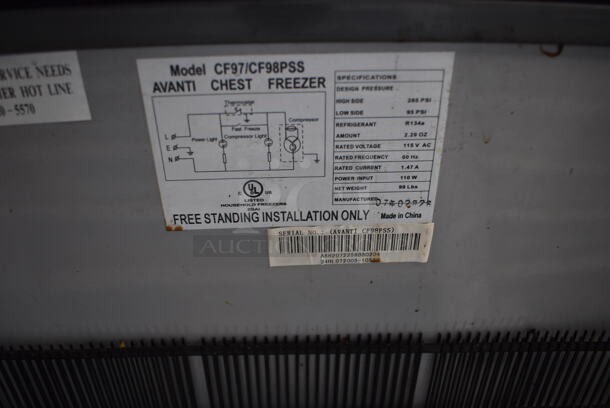 RVICE NEEDS
ER HOT LINE
0-5570
Model CF97/CF98PSS
AVANTI CHEST FREEZER
Thermostat
Compressor
Power Light
Fast Freeze
Compressor Light
L
E
N
C UL US
LISTED
HOUSEHOLD FREEZERS
SPECIFICATIONS
DESIGN PRESSURE
HIGH SIDE 285 PSI
LOW SIDE 95 PSI
REFRIGERANT R134a
AMOUNT 2.29 OZ
RATED VOLTAGE 115 V AC
RATED FREQUENCY 60 Hz
RATED CURRENT 1.47 A
POWER INPUT 110 W
NET WEIGHT 99 Lbs
MANUFACTURED
Made in China
FREE STANDING INSTALLATION ONLY
SERIAL NO.: (AVANTI CF98PSS)